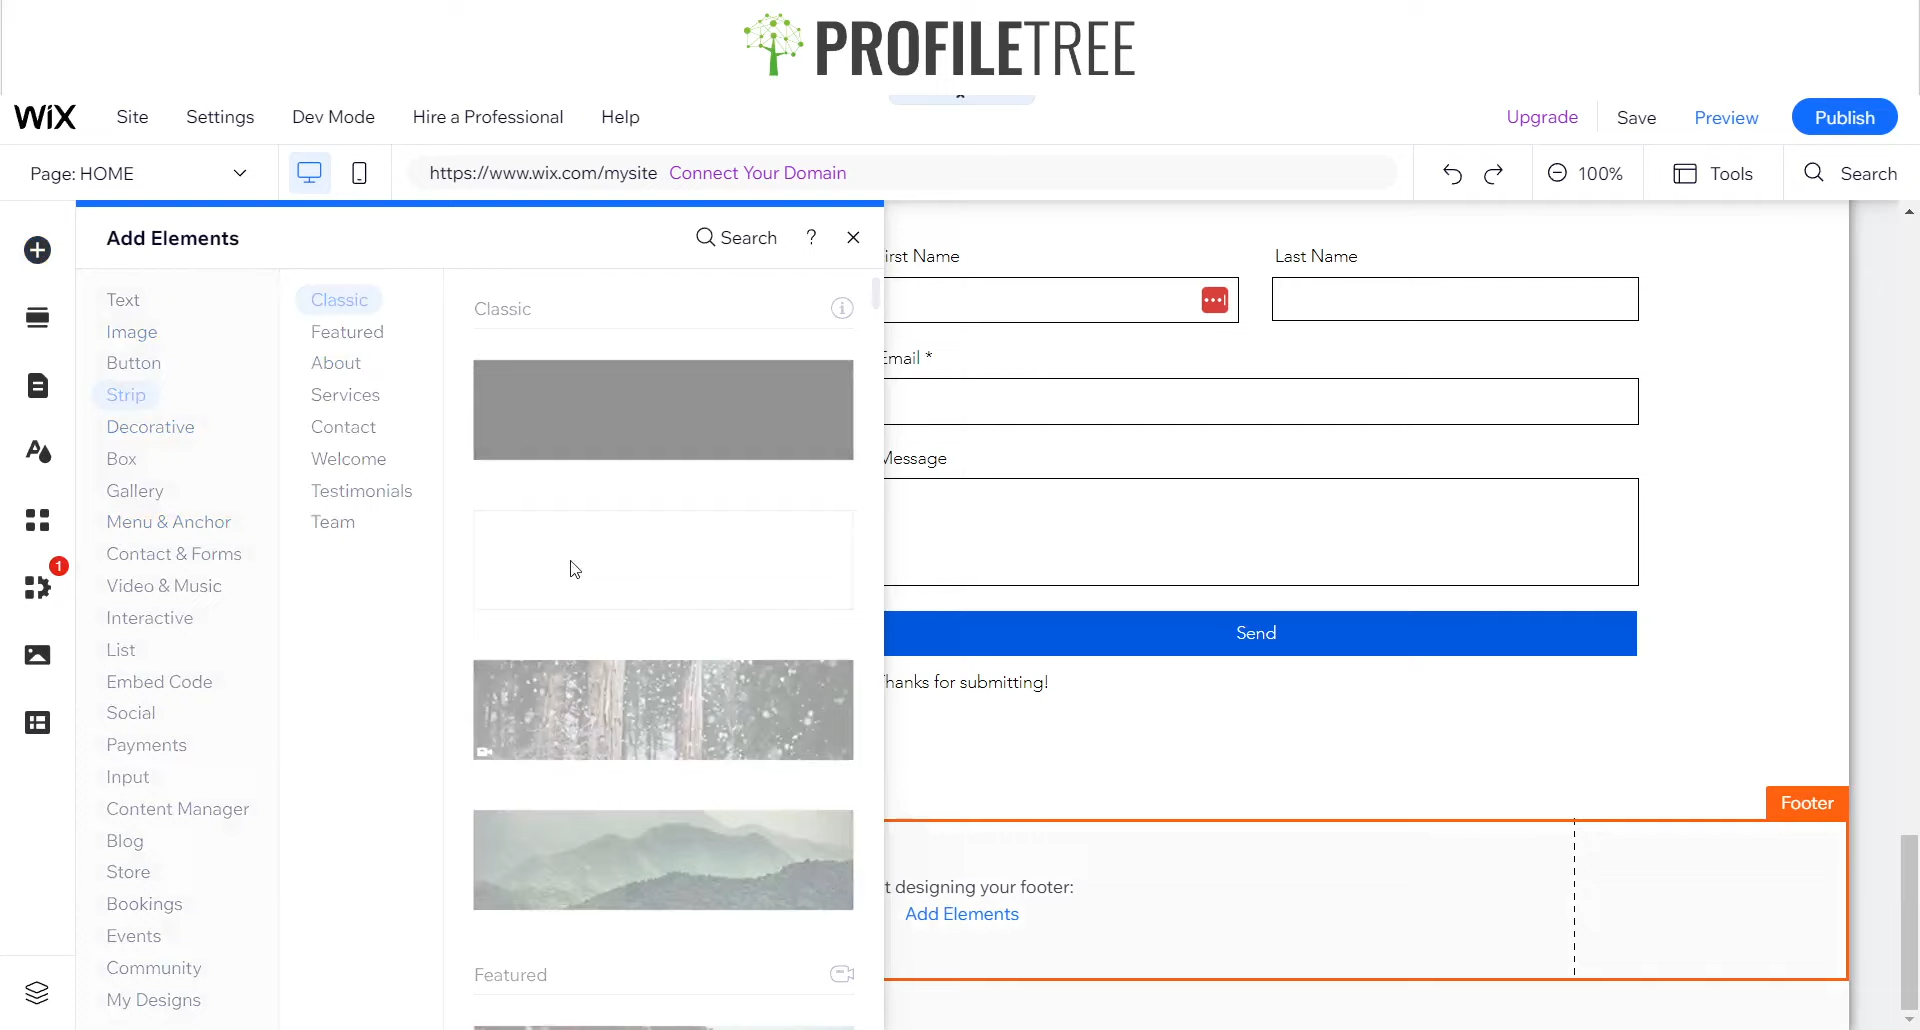 PROFILETREE
WiX Site Settings Dev Mode Hire a Professional Help Upgrade Save Preview Publish
Page: HOME https://www.wix.com/mysite Connect Your Domain 100% Tools Search
Add Elements Search ?
Text
Image
Button
Strip
Decorative
Box
Gallery
Menu & Anchor
Contact & Forms
Video & Music
Interactive
List
Embed Code
Social
Payments
Input
Content Manager
Blog
Store
Bookings
Events
Community
My Designs
1
Classic
Featured
About
Services
Contact
Welcome
Testimonials
Team
Classic
Featured
irst Name Last Name
Email *
Message
Send
hanks for submitting!
Footer
t designing your footer:
Add Elements